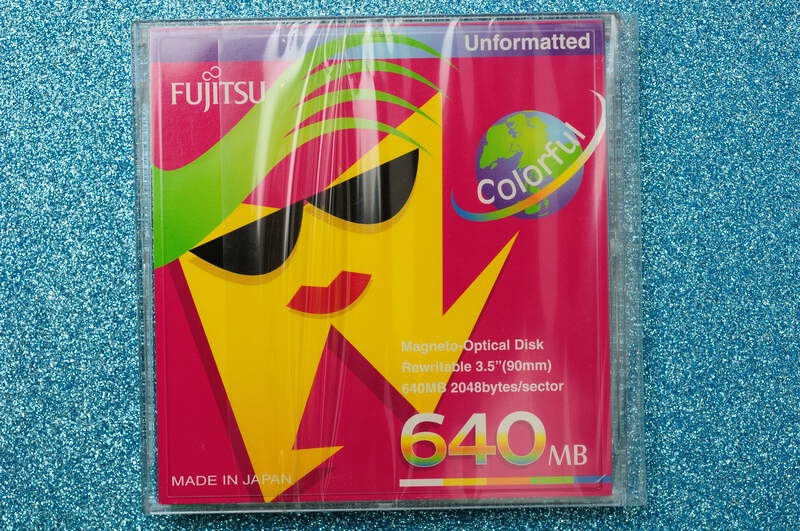 Unformatted
FUJITSU
Colorful
Magneto-Optical Disk
Rewritable 3.5"(90mm)
640MB 2048bytes/sector
640MB
MADE IN JAPAN